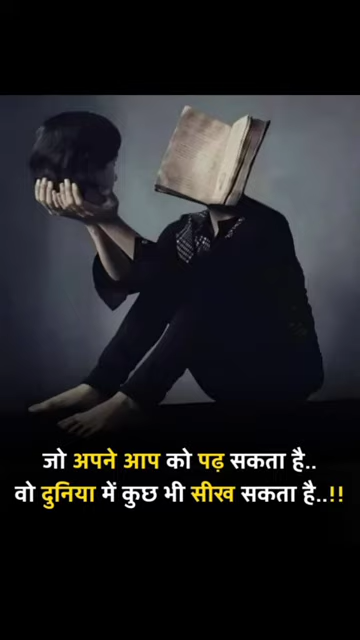 जो अपने आप को पढ़ सकता है..
वो दुनिया में कुछ भी सीख सकता है..!!